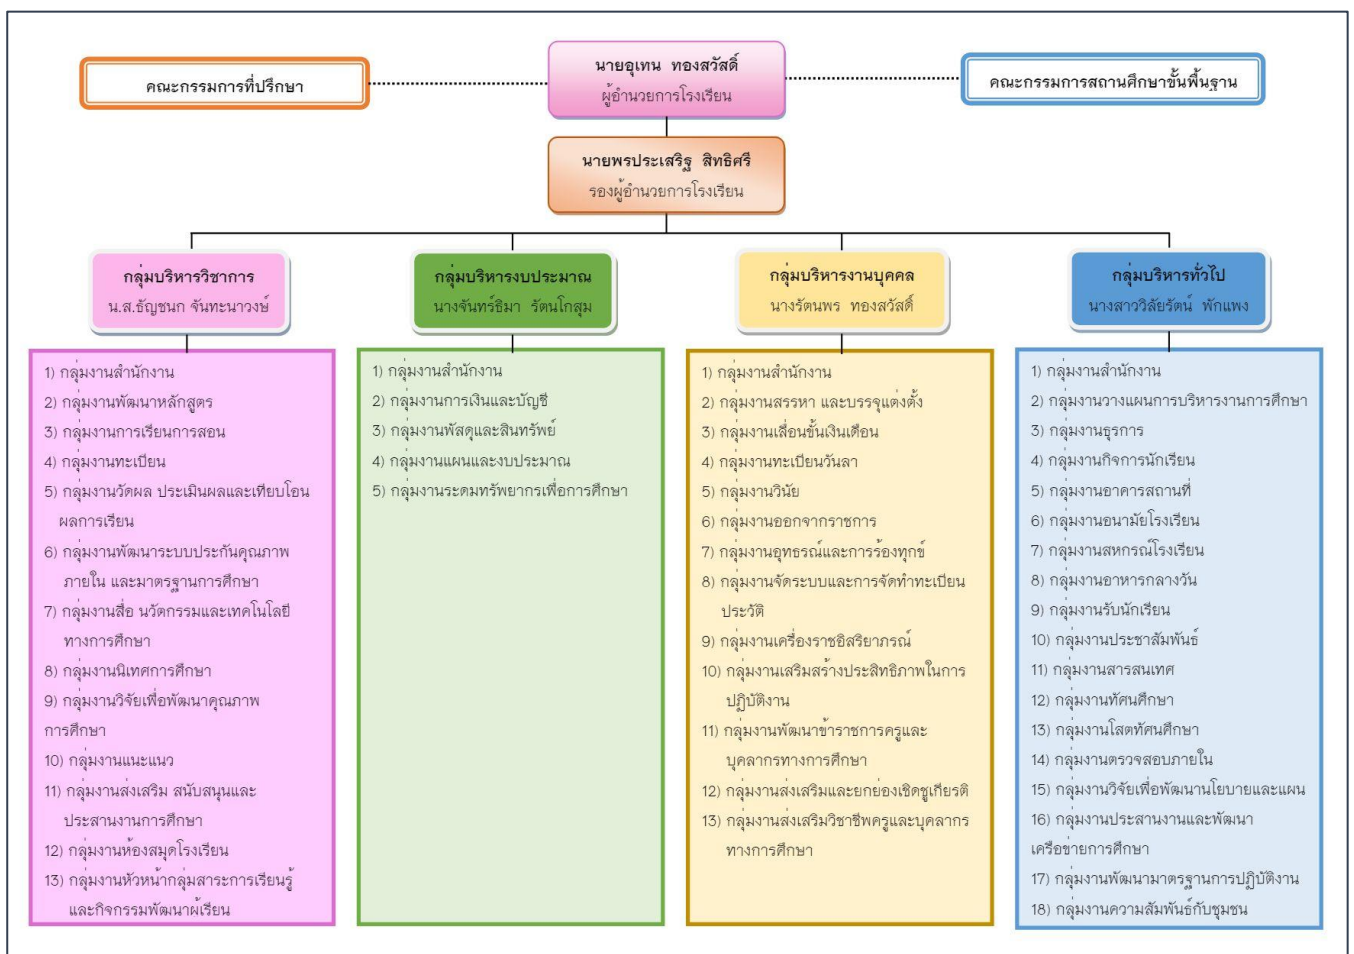 คณะกรรมการที่ปรึกษา
นายอุเทน ทองสวัสดิ์
ผู้อำนวยการโรงเรียน
คณะกรรมการสถานศึกษาขั้นพื้นฐาน
นายพรประเสริฐ สิทธิศรี
รองผู้อำนวยการโรงเรียน
กลุ่มบริหารวิชาการ
น.ส.ธัญชนก จันทะนาวงษ์
1) กลุ่มงานสำนักงาน
2) กลุ่มงานพัฒนาหลักสูตร
3) กลุ่มงานการเรียนการสอน
4) กลุ่มงานทะเบียน
5) กลุ่มงานวัดผล ประเมินผลและเทียบโอน
ผลการเรียน
6) กลุ่มงานพัฒนาระบบประกันคุณภาพ
ภายใน และมาตรฐานการศึกษา
7) กลุ่มงานสื่อ นวัตกรรมและเทคโนโลยี
ทางการศึกษา
8) กลุ่มงานนิเทศการศึกษา
9) กลุ่มงานวิจัยเพื่อพัฒนาคุณภาพ
การศึกษา
10) กลุ่มงานแนะแนว
11) กลุ่มงานส่งเสริม สนับสนุนและ
ประสานงานการศึกษา
12) กลุ่มงานห้องสมุดโรงเรียน
13) กลุ่มงานหัวหน้ากลุ่มสาระการเรียนรู้
และกิจกรรมพัฒนาผู้เรียน
กลุ่มบริหารงบประมาณ
นางจันทร์ธิมา รัตนโกสุม
1) กลุ่มงานสำนักงาน
2) กลุ่มงานการเงินและบัญชี
3) กลุ่มงานพัสดุและสินทรัพย์
4) กลุ่มงานแผนและงบประมาณ
5) กลุ่มงานระดมทรัพยากรเพื่อการศึกษา
กลุ่มบริหารงานบุคคล
นางรัตนพร ทองสวัสดิ์
1) กลุ่มงานสำนักงาน
2) กลุ่มงานสรรหา และบรรจุแต่งตั้ง
3) กลุ่มงานเลื่อนขั้นเงินเดือน
4) กลุ่มงานทะเบียนวันลา
5) กลุ่มงานวินัย
6) กลุ่มงานออกจากราชการ
7) กลุ่มงานอุทธรณ์และการร้องทุกข์
8) กลุ่มงานจัดระบบและการจัดทำทะเบียน
ประวัติ
9) กลุ่มงานเครื่องราชอิสริยาภรณ์
10) กลุ่มงานเสริมสร้างประสิทธิภาพในการ
ปฏิบัติงาน
11) กลุ่มงานพัฒนาข้าราชการครูและ
บุคลากรทางการศึกษา
12) กลุ่มงานส่งเสริมและยกย่องเชิดชูเกียรติ
13) กลุ่มงานส่งเสริมวิชาชีพครูและบุคลากร
ทางการศึกษา
กลุ่มบริหารทั่วไป
นางสาววิลัยรัตน์ พักแพง
1) กลุ่มงานสำนักงาน
2) กลุ่มงานวางแผนการบริหารงานการศึกษา
3) กลุ่มงานธุรการ
4) กลุ่มงานกิจการนักเรียน
5) กลุ่มงานอาคารสถานที่
6) กลุ่มงานอนามัยโรงเรียน
7) กลุ่มงานสหกรณ์โรงเรียน
8) กลุ่มงานอาหารกลางวัน
9) กลุ่มงานรับนักเรียน
10) กลุ่มงานประชาสัมพันธ์
11) กลุ่มงานสารสนเทศ
12) กลุ่มงานทัศนศึกษา
13) กลุ่มงานโสตทัศนศึกษา
14) กลุ่มงานตรวจสอบภายใน
15) กลุ่มงานวิจัยเพื่อพัฒนานโยบายและแผน
16) กลุ่มงานประสานงานและพัฒนา
เครือข่ายการศึกษา
17) กลุ่มงานพัฒนามาตรฐานการปฏิบัติงาน
18) กลุ่มงานความสัมพันธ์กับชุมชน